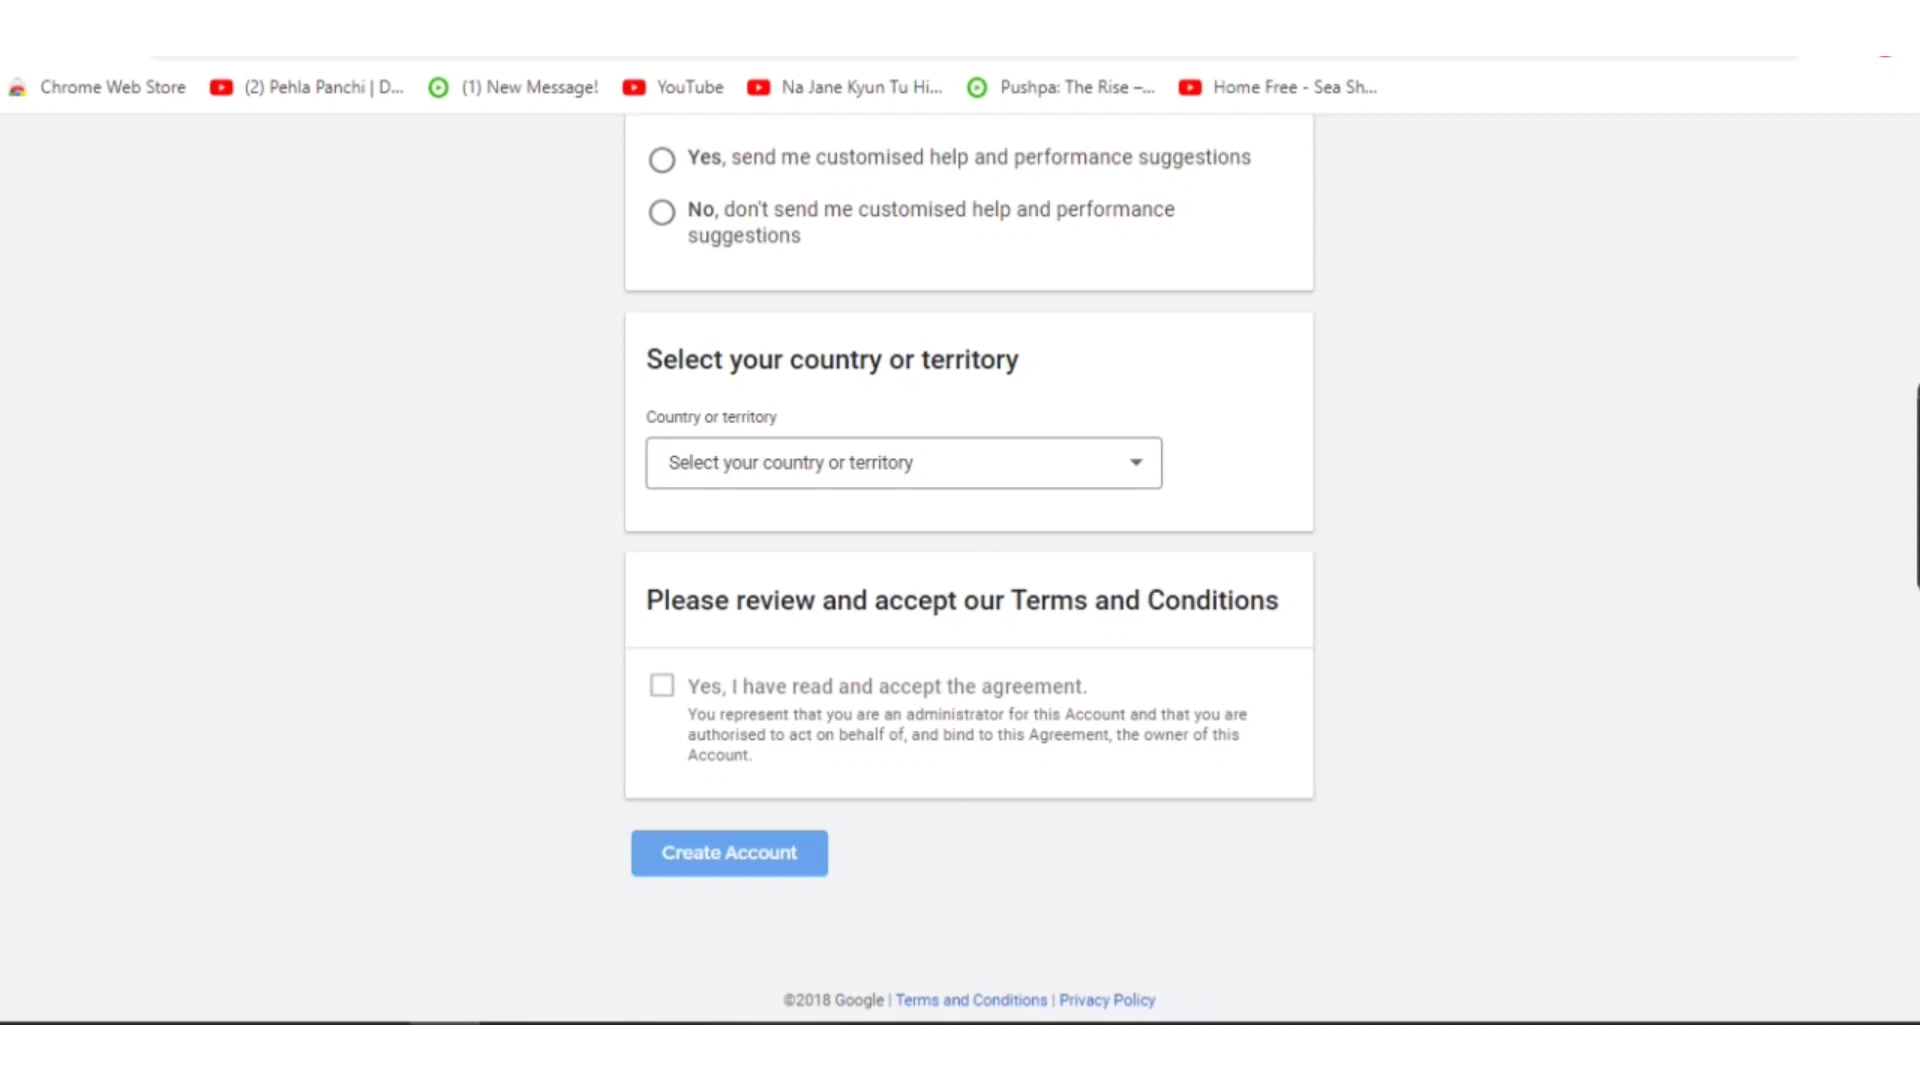 Chrome Web Store (2) Pehla Panchi | D... (1) New Message! YouTube Na Jane Kyun Tu Hi... Pushpa: The Rise –... Home Free - Sea Sh...
Yes, send me customised help and performance suggestions
No, don't send me customised help and performance
suggestions
Select your country or territory
Country or territory
Select your country or territory
Please review and accept our Terms and Conditions
Yes, I have read and accept the agreement.
You represent that you are an administrator for this Account and that you are
authorised to act on behalf of, and bind to this Agreement, the owner of this
Account.
Create Account
©2018 Google | Terms and Conditions | Privacy Policy